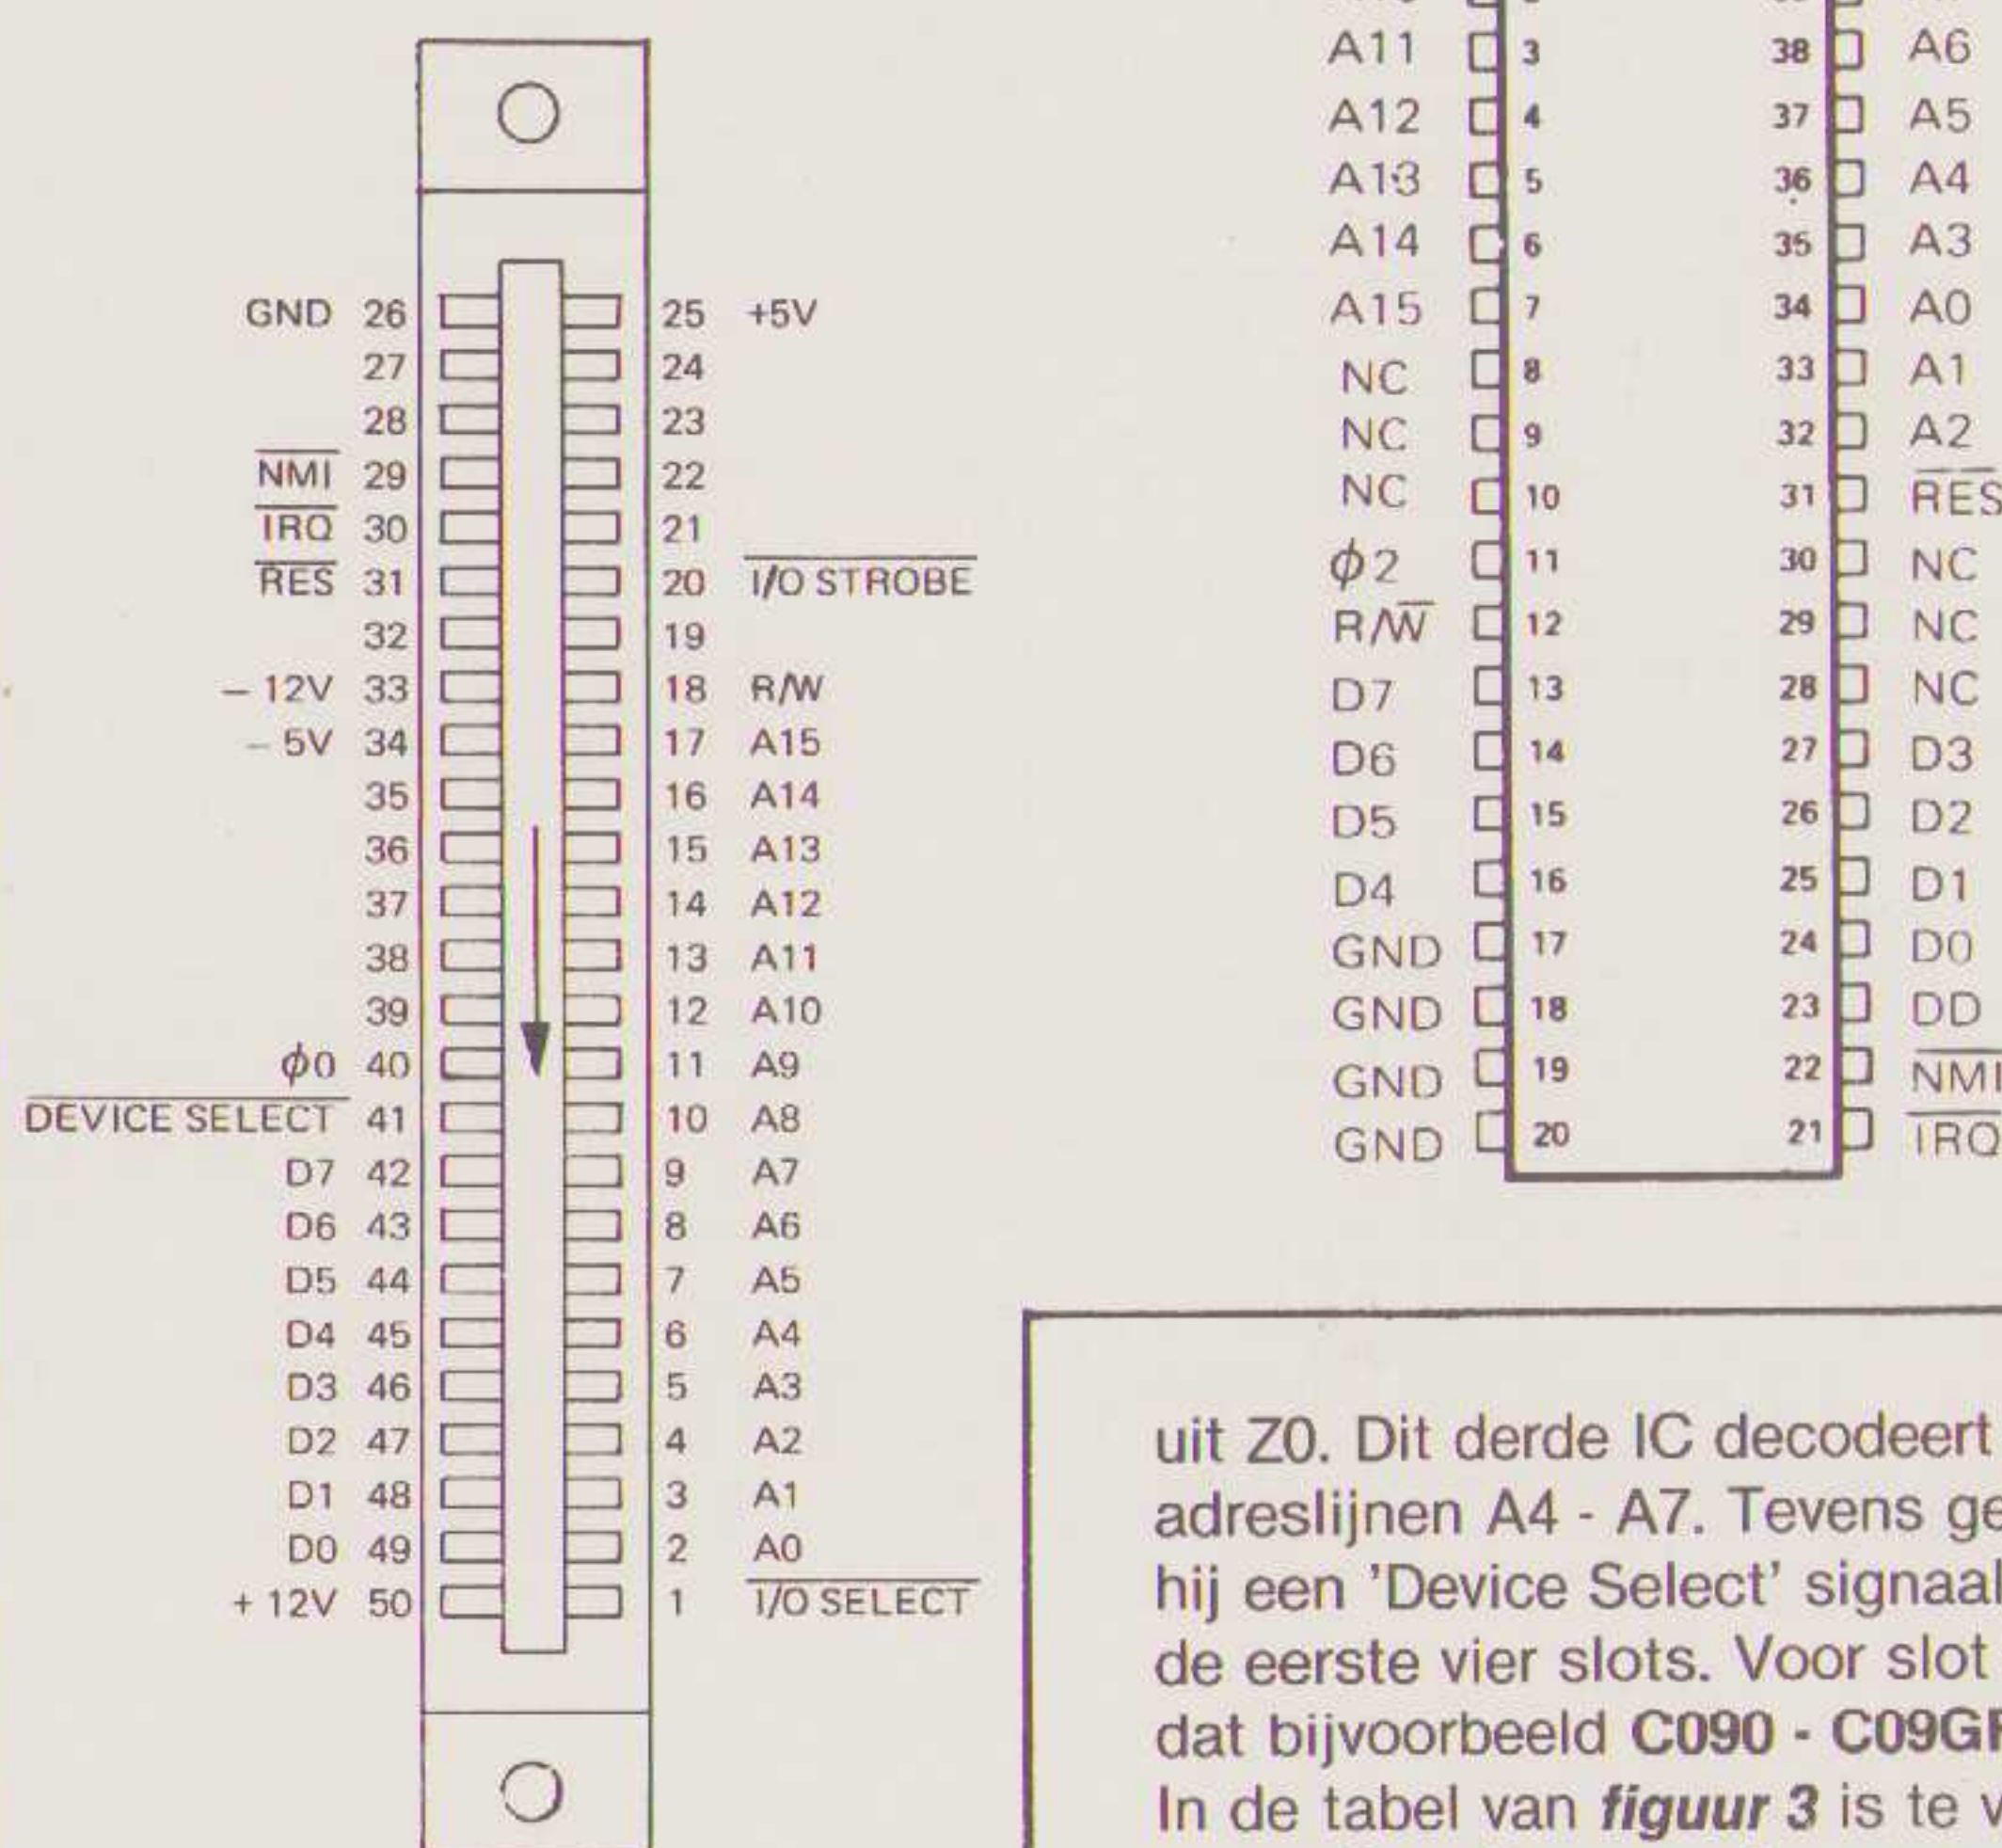 GND 26 25 +5V
27 24
28 23
NMI 29 22
IRQ 30 21
RES 31 20 I/O STROBE
32 19
– 12V 33 18 R/W
– 5V 34 17 A15
35 16 A14
36 15 A13
37 14 A12
38 13 A11
39 12 A10
ϕ0 40 11 A9
DEVICE SELECT 41 10 A8
D7 42 9 A7
D6 43 8 A6
D5 44 7 A5
D4 45 6 A4
D3 46 5 A3
D2 47 4 A2
D1 48 3 A1
D0 49 2 A0
+ 12V 50 1 I/O SELECT
A11 3 38 A6
A12 4 37 A5
A13 5 36 A4
A14 6 35 A3
A15 7 34 A0
NC 8 33 A1
NC 9 32 A2
NC 10 31 RES
ϕ2 11 30 NC
R/W 12 29 NC
D7 13 28 NC
D6 14 27 D3
D5 15 26 D2
D4 16 25 D1
GND 17 24 D0
GND 18 23 DD
GND 19 22 NMI
GND 20 21 IRQ
uit Z0. Dit derde IC decodeert
adreslijnen A4 - A7. Tevens ge
hij een 'Device Select' signaal
de eerste vier slots. Voor slot
dat bijvoorbeeld C090 - C09G
In de tabel van figuur 3 is te v